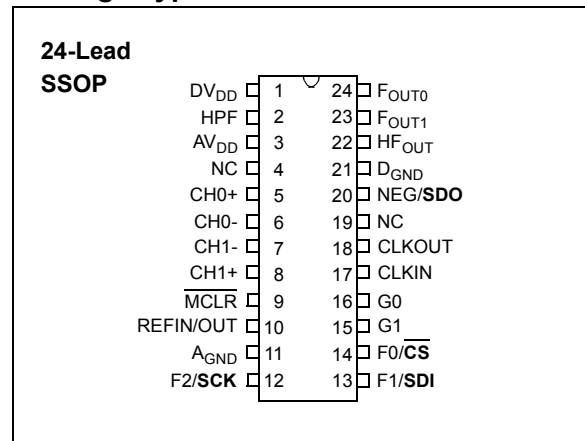 24-Lead
SSOP
DVDD 1 24 FOUT0
HPF 2 23 FOUT1
AVDD 3 22 HFOUT
NC 4 21 DGND
CH0+ 5 20 NEG/SDO
CH0- 6 19 NC
CH1- 7 18 CLKOUT
CH1+ 8 17 CLKIN
MCLR 9 16 G0
REFIN/OUT 10 15 G1
AGND 11 14 F0/CS
F2/SCK 12 13 F1/SDI